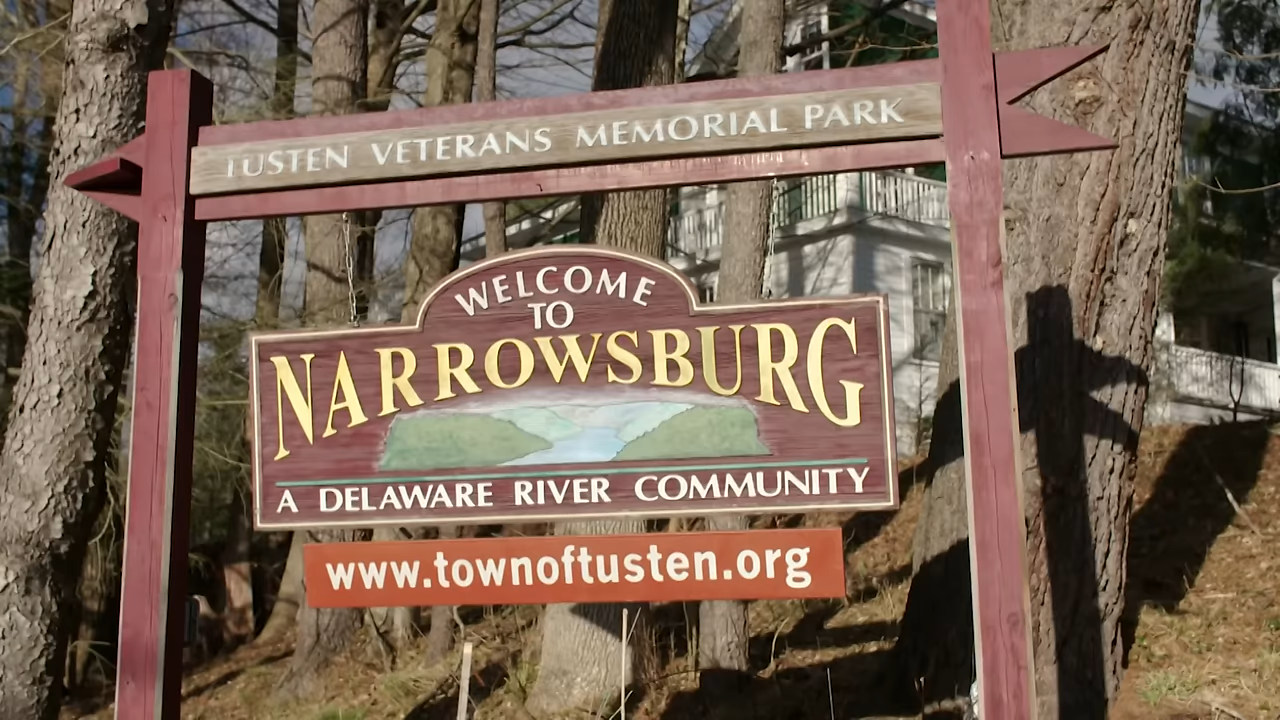 TUSTEN VETERANS MEMORIAL PARK
WELCOME
TO
NARROWSBURG
A DELAWARE RIVER COMMUNITY
www.townoftusten.org